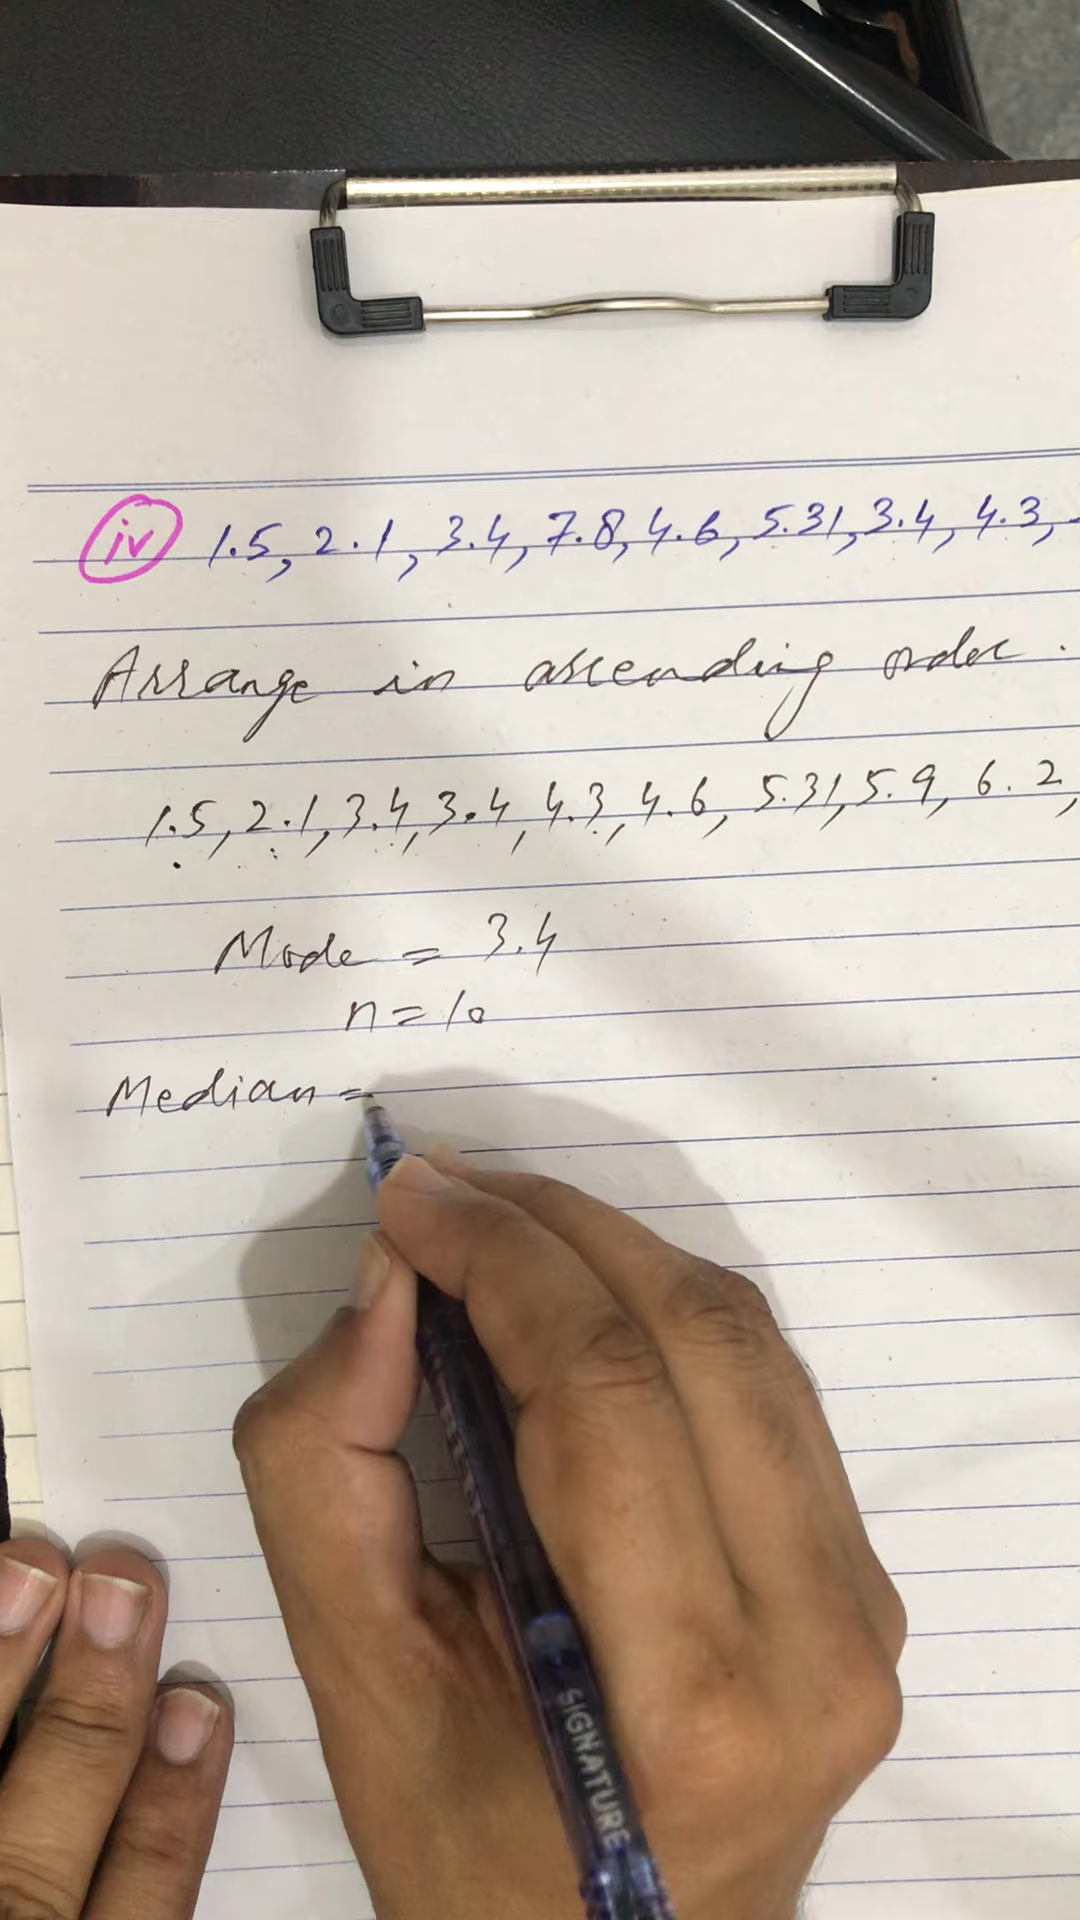 iv 1.5, 2.1, 3.4, 7.8, 4.6, 5.31, 3.4, 4.3,
Arrange in ascending order.
1.5, 2.1, 3.4, 3.4, 4.3, 4.6, 5.31, 5.9, 6.2,
Mode = 3.4
n = 10
Median =
SIGNATURE